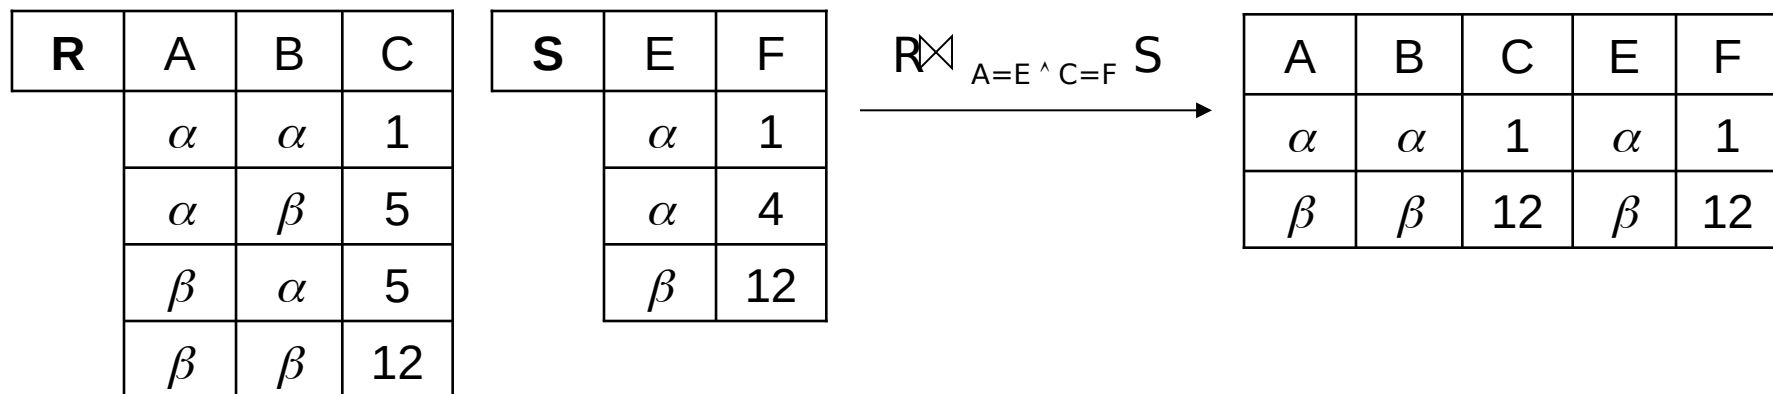 R A B C
α α 1
α β 5
β α 5
β β 12
S E F
α 1
α 4
β 12
R⋈ A=E ^ C=F S
A B C E F
α α 1 α 1
β β 12 β 12